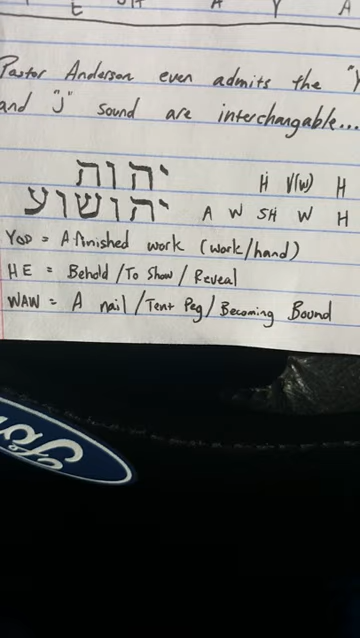 E A Y A
Pastor Anderson even admits the "Y
and "J" sound are interchangable...
יהוה H V(W) H
יהושוע A W SH W H
YOD = A finished work (work/hand)
HE = Behold/To Show/Reveal
WAW = A nail/Tent Peg/Becoming Bound